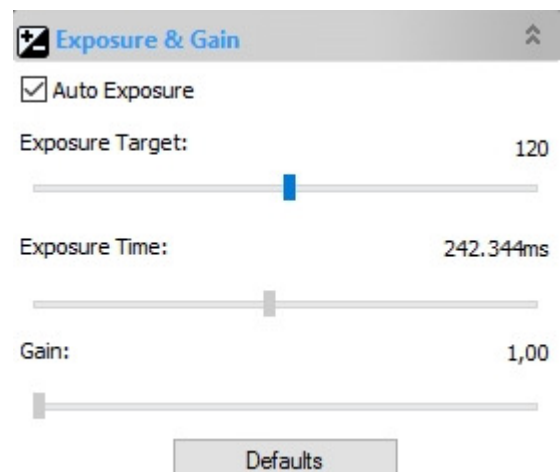 Exposure & Gain
Auto Exposure
Exposure Target: 120
Exposure Time: 242.344ms
Gain: 1,00
Defaults